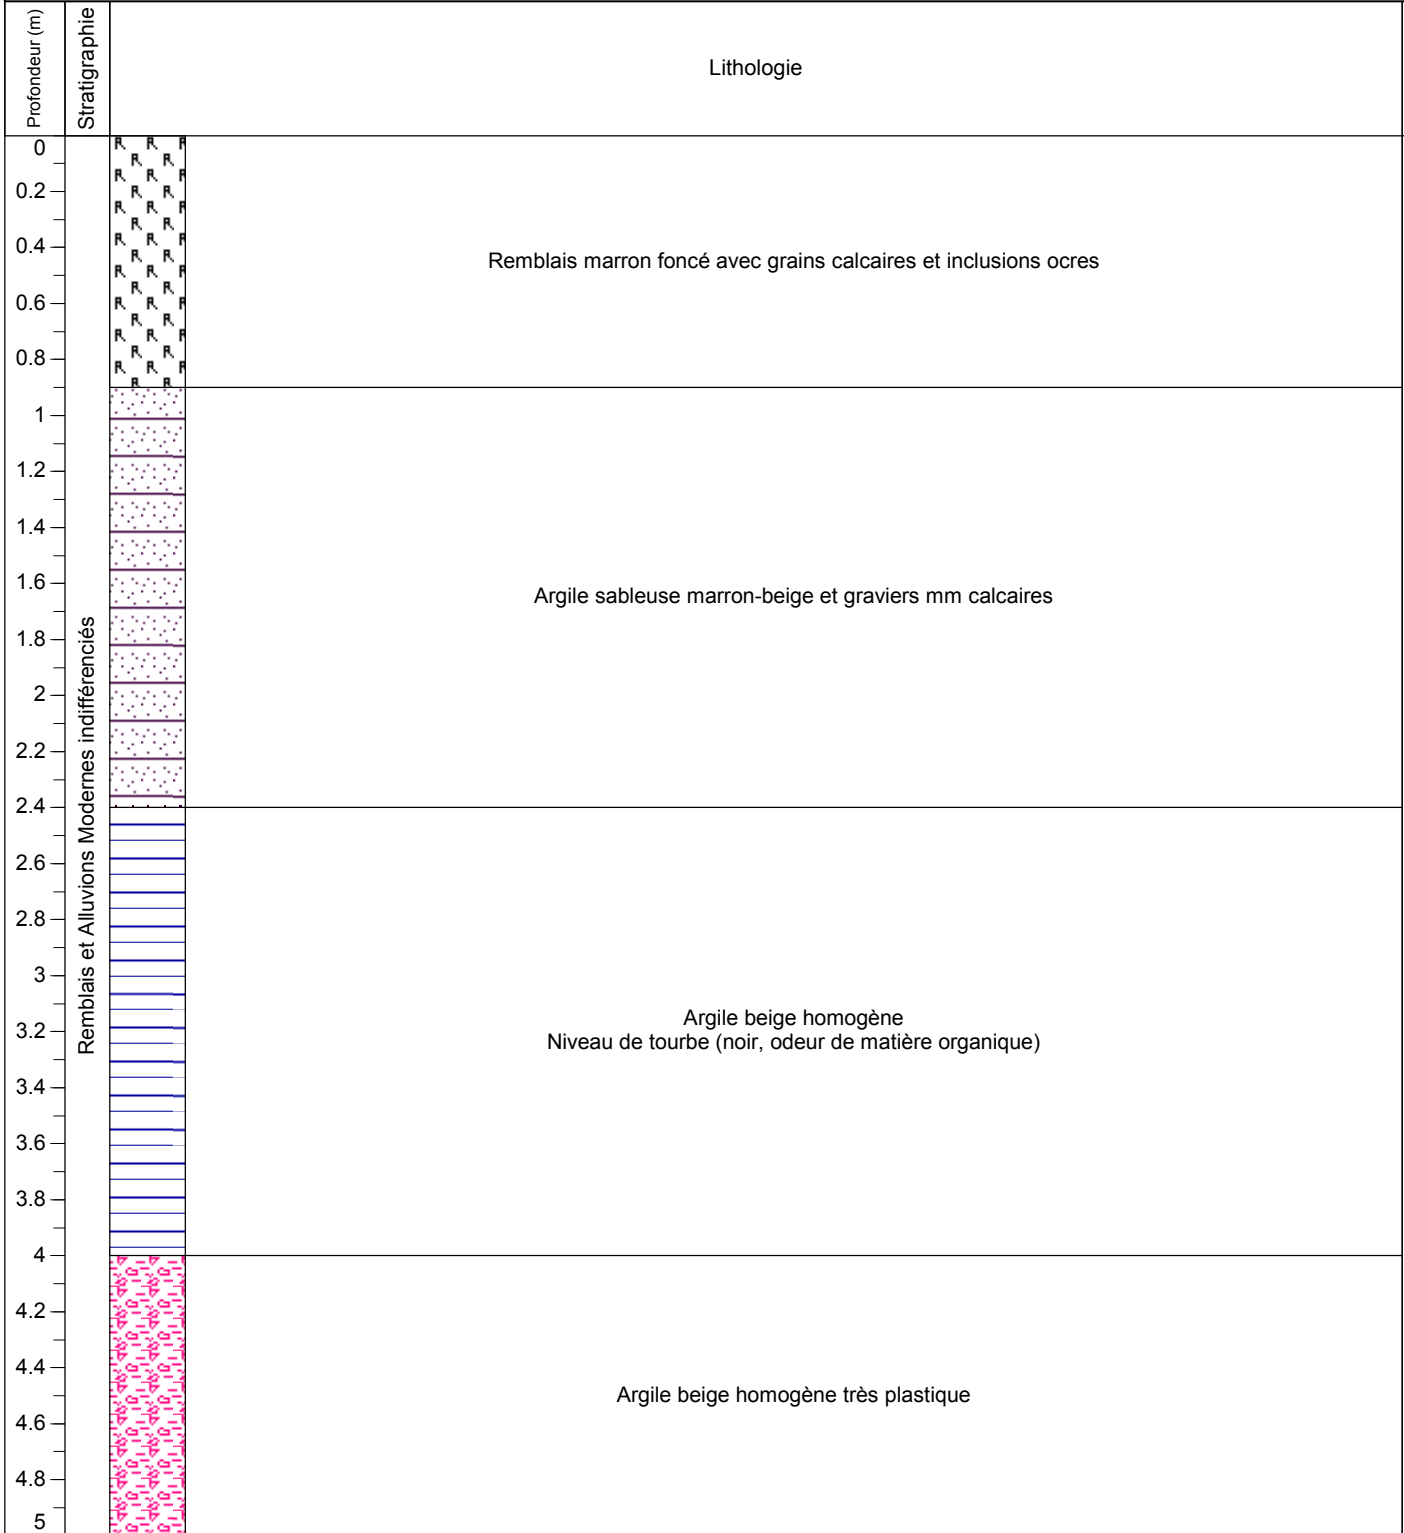 Profondeur (m)
Stratigraphie
Lithologie
0
0.2
0.4
0.6
0.8
1
1.2
1.4
1.6
1.8
2
2.2
2.4
2.6
2.8
3
3.2
3.4
3.6
3.8
4
4.2
4.4
4.6
4.8
5
Remblais et Alluvions Modernes indifférenciés
Remblais marron foncé avec grains calcaires et inclusions ocres
Argile sableuse marron-beige et graviers mm calcaires
Argile beige homogène
Niveau de tourbe (noir, odeur de matière organique)
Argile beige homogène très plastique